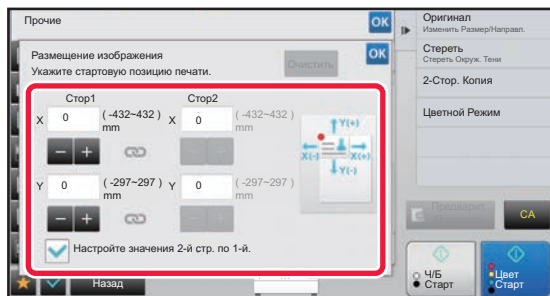 Прочие
OK
Размещение изображения
Укажите стартовую позицию печати.
Очистить
OK
Стор1
Стор2
X 0 (-432~432) mm
X 0 (-432~432) mm
Y(+)
X(-) X(+)
Y(-)
Y 0 (-297~297) mm
Y 0 (-297~297) mm
Настройте значения 2-й стр. по 1-й.
Назад
Оригинал
Изменить Размер/Направл.
Стереть
Стереть Окруж. Тени
2-Стор. Копия
Цветной Режим
CA
Ч/Б
Старт
Цвет
Старт